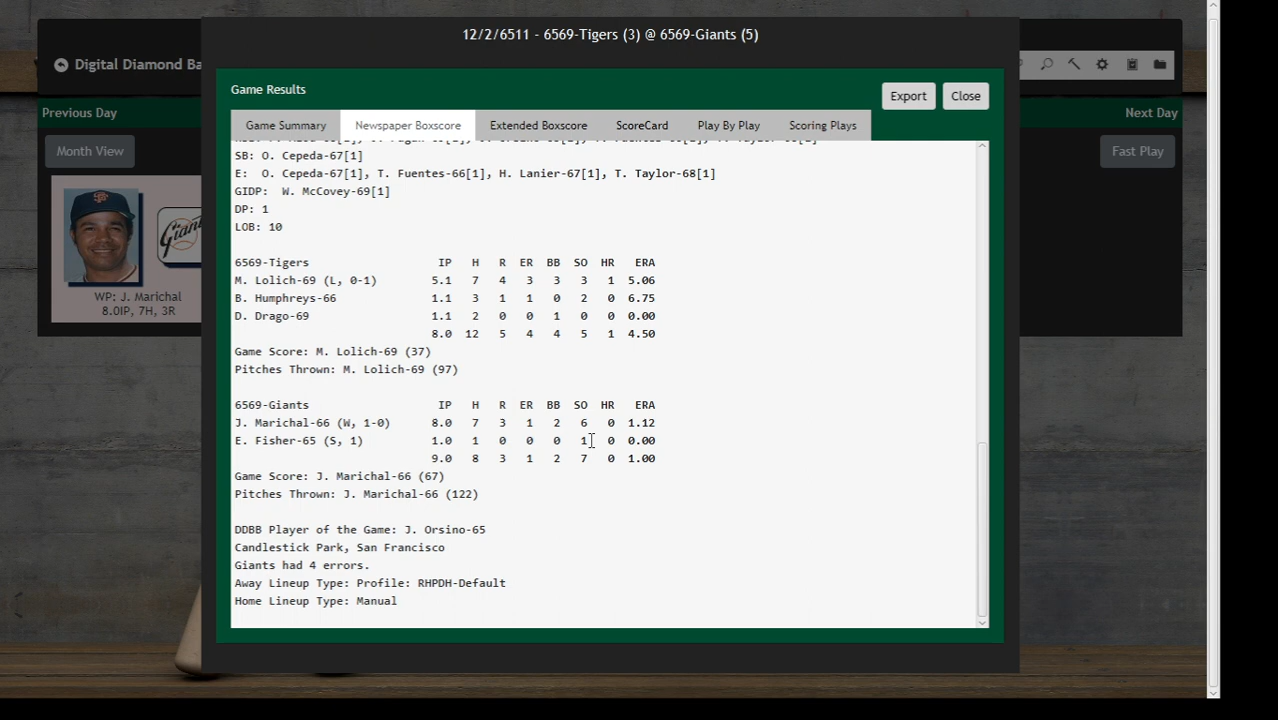 12/2/6511 - 6569-Tigers (3) @ 6569-Giants (5)
Digital Diamond Ba
Game Results
Export
Close
Previous Day
Next Day
Game Summary
Newspaper Boxscore
Extended Boxscore
ScoreCard
Play By Play
Scoring Plays
Month View
Fast Play
SB: O. Cepeda-67[1]
E: O. Cepeda-67[1], T. Fuentes-66[1], H. Lanier-67[1], T. Taylor-68[1]
GIDP: W. McCovey-69[1]
DP: 1
LOB: 10
6569-Tigers IP H R ER BB SO HR ERA
M. Lolich-69 (L, 0-1) 5.1 7 4 3 3 3 1 5.06
B. Humphreys-66 1.1 3 1 1 0 2 0 6.75
D. Drago-69 1.1 2 0 0 1 0 0 0.00
8.0 12 5 4 4 5 1 4.50
Game Score: M. Lolich-69 (37)
Pitches Thrown: M. Lolich-69 (97)
6569-Giants IP H R ER BB SO HR ERA
J. Marichal-66 (W, 1-0) 8.0 7 3 1 2 6 0 1.12
E. Fisher-65 (S, 1) 1.0 1 0 0 0 1 0 0.00
9.0 8 3 1 2 7 0 1.00
Game Score: J. Marichal-66 (67)
Pitches Thrown: J. Marichal-66 (122)
DDBB Player of the Game: J. Orsino-65
Candlestick Park, San Francisco
Giants had 4 errors.
Away Lineup Type: Profile: RHPDH-Default
Home Lineup Type: Manual
Giants
WP: J. Marichal
8.0IP, 7H, 3R